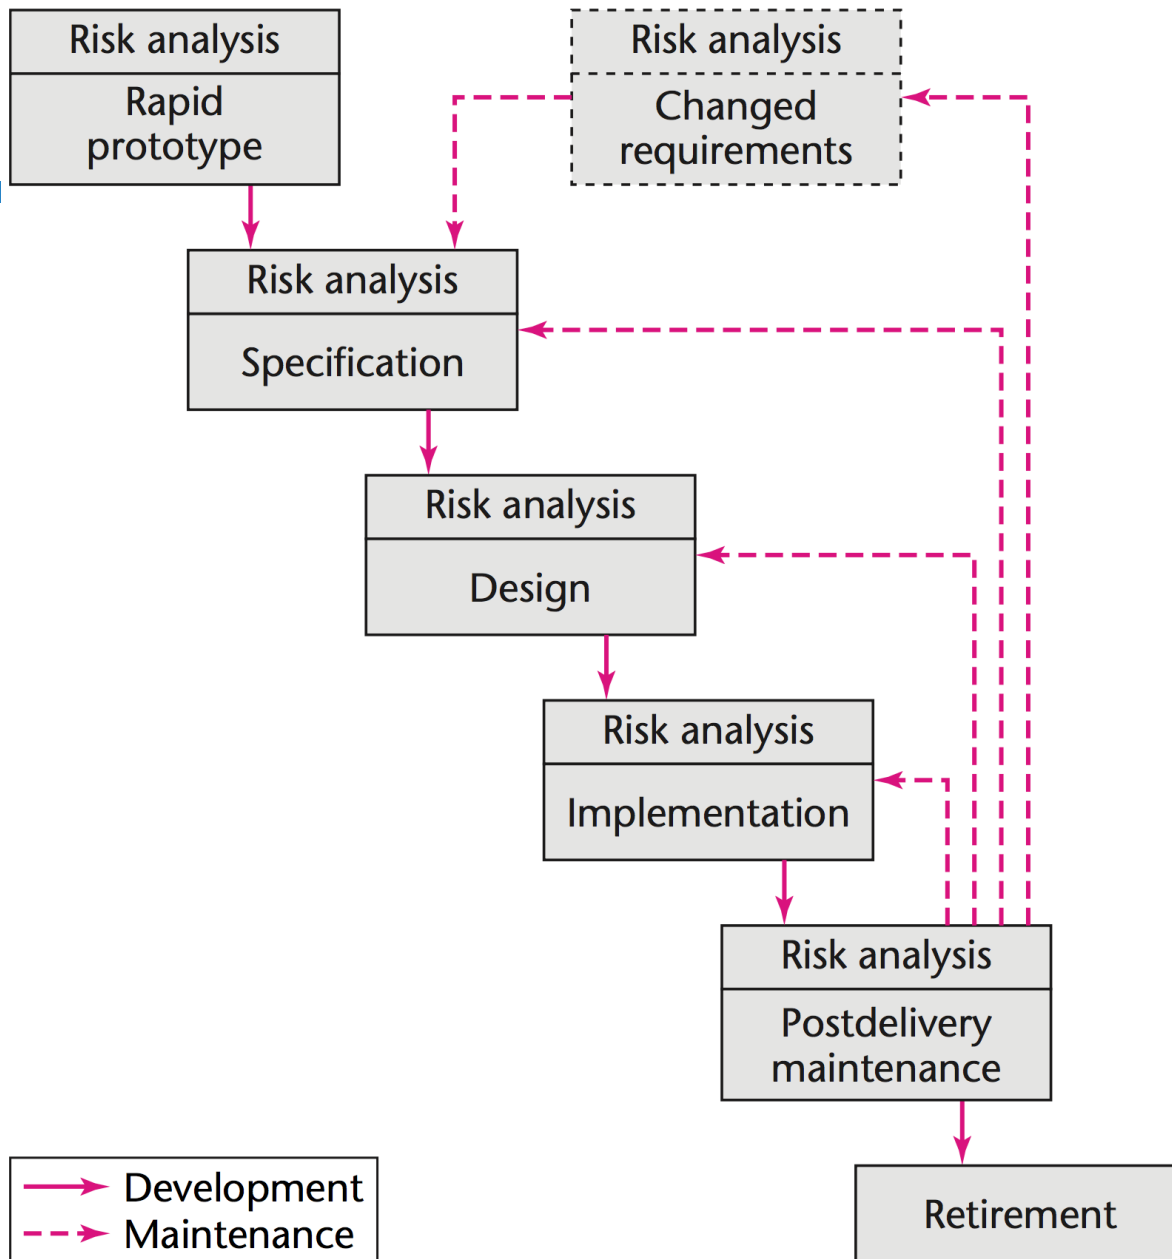 Risk analysis
Rapid
prototype
Risk analysis
Changed
requirements
Risk analysis
Specification
Risk analysis
Design
Risk analysis
Implementation
Risk analysis
Postdelivery
maintenance
Retirement
Development
Maintenance